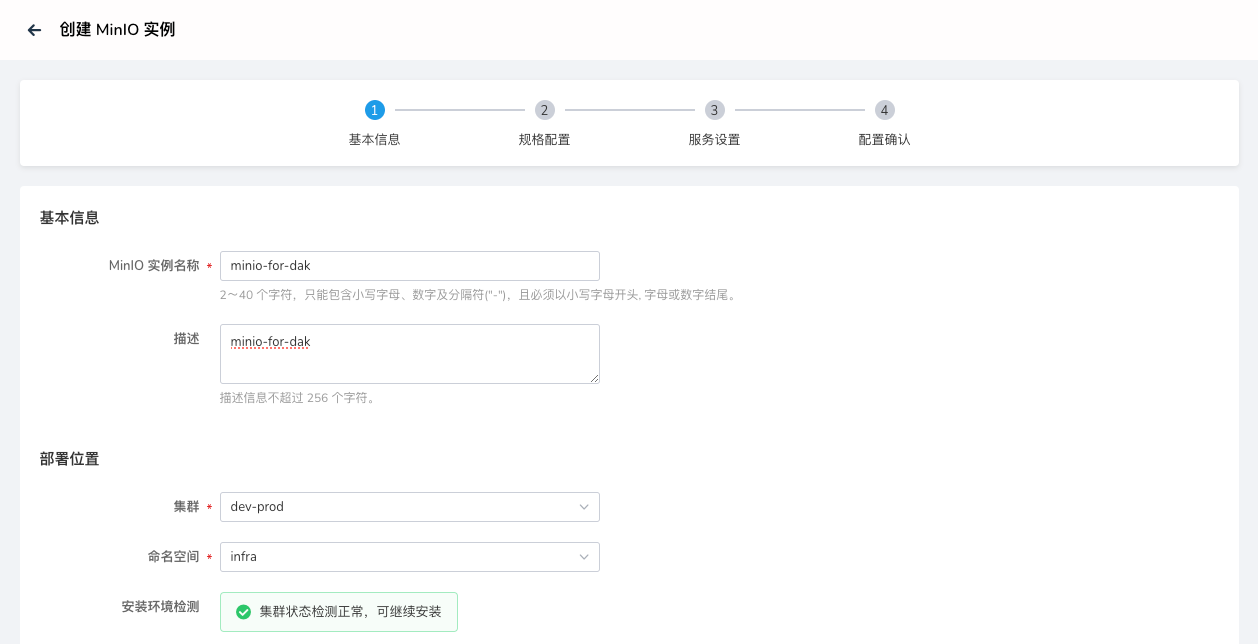 创建 MinIO 实例
1 2 3 4
基本信息 规格配置 服务设置 配置确认
基本信息
MinIO 实例名称 * minio-for-dak
2～40 个字符，只能包含小写字母、数字及分隔符("-")，且必须以小写字母开头, 字母或数字结尾。
描述 minio-for-dak
描述信息不超过 256 个字符。
部署位置
集群 * dev-prod
命名空间 * infra
安装环境检测 集群状态检测正常，可继续安装